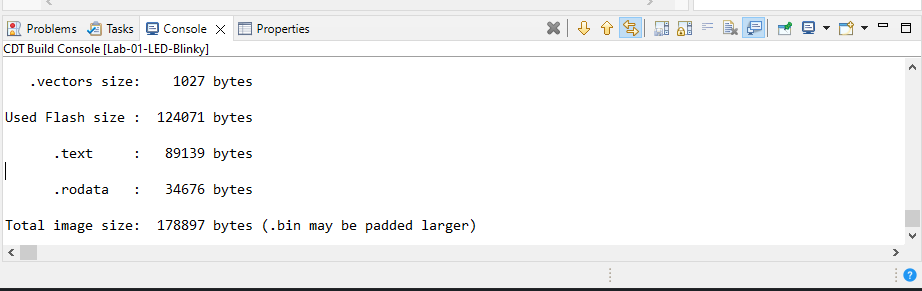 Problems Tasks Console Properties
CDT Build Console [Lab-01-LED-Blinky]
.vectors size: 1027 bytes
Used Flash size : 124071 bytes
.text : 89139 bytes
.rodata : 34676 bytes
Total image size: 178897 bytes (.bin may be padded larger)